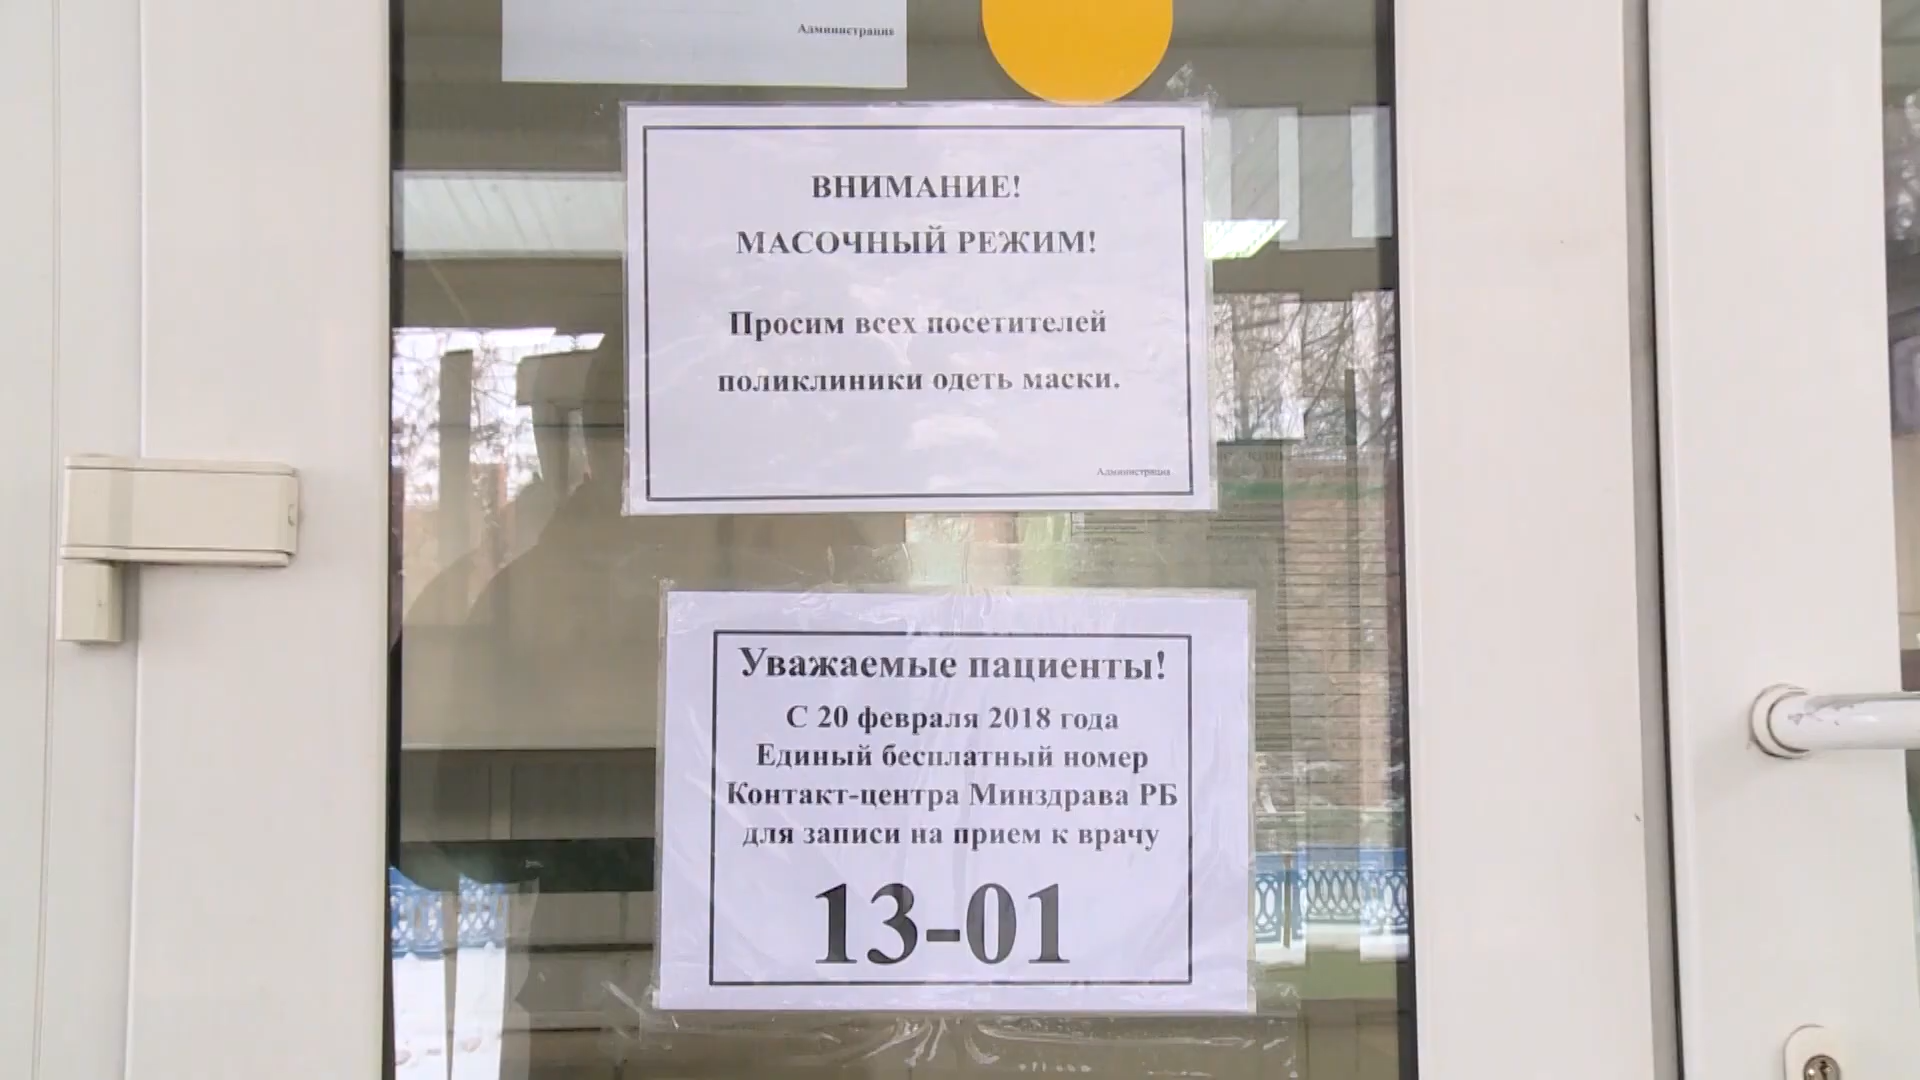 Администрация
ВНИМАНИЕ!
МАСОЧНЫЙ РЕЖИМ!
Просим всех посетителей
поликлиники одеть маски.
Администрация
Уважаемые пациенты!
С 20 февраля 2018 года
Единый бесплатный номер
Контакт-центра Минздрава РБ
для записи на прием к врачу
13-01